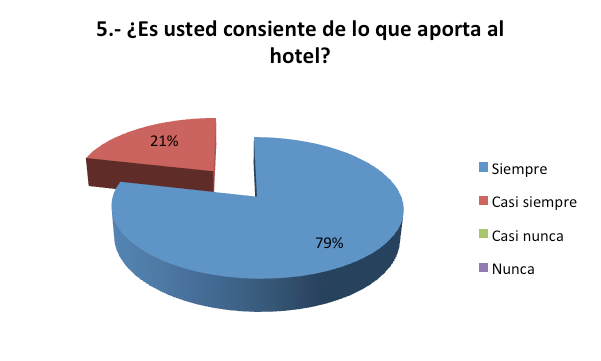 5.- ¿Es usted consiente de lo que aporta al
hotel?
21%
79%
Siempre
Casi siempre
Casi nunca
Nunca